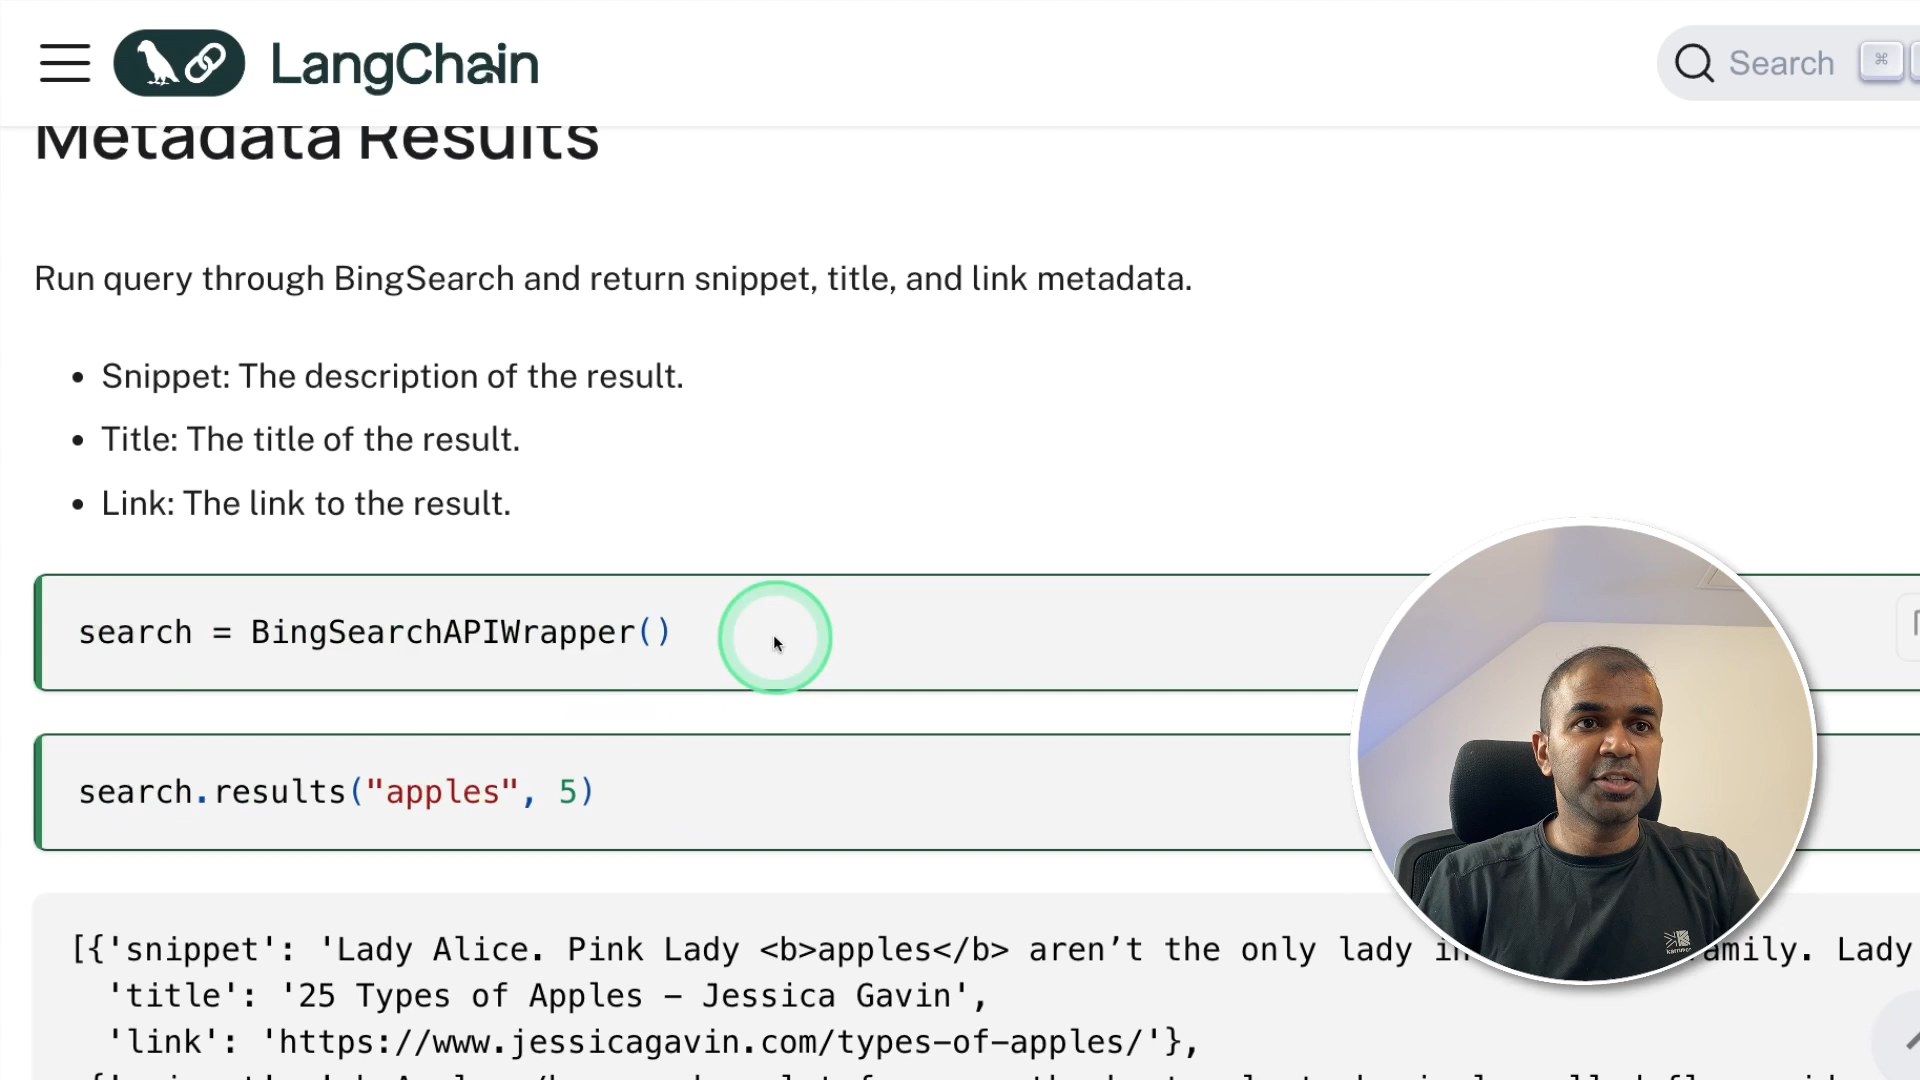 LangChain
Search ⌘
Metadata Results
Run query through BingSearch and return snippet, title, and link metadata.
• Snippet: The description of the result.
• Title: The title of the result.
• Link: The link to the result.
search = BingSearchAPIWrapper()
search.results("apples", 5)
[{'snippet': 'Lady Alice. Pink Lady <b>apples</b> aren’t the only lady in amily. Lady
'title': '25 Types of Apples - Jessica Gavin',
'link': 'https://www.jessicagavin.com/types-of-apples/'},